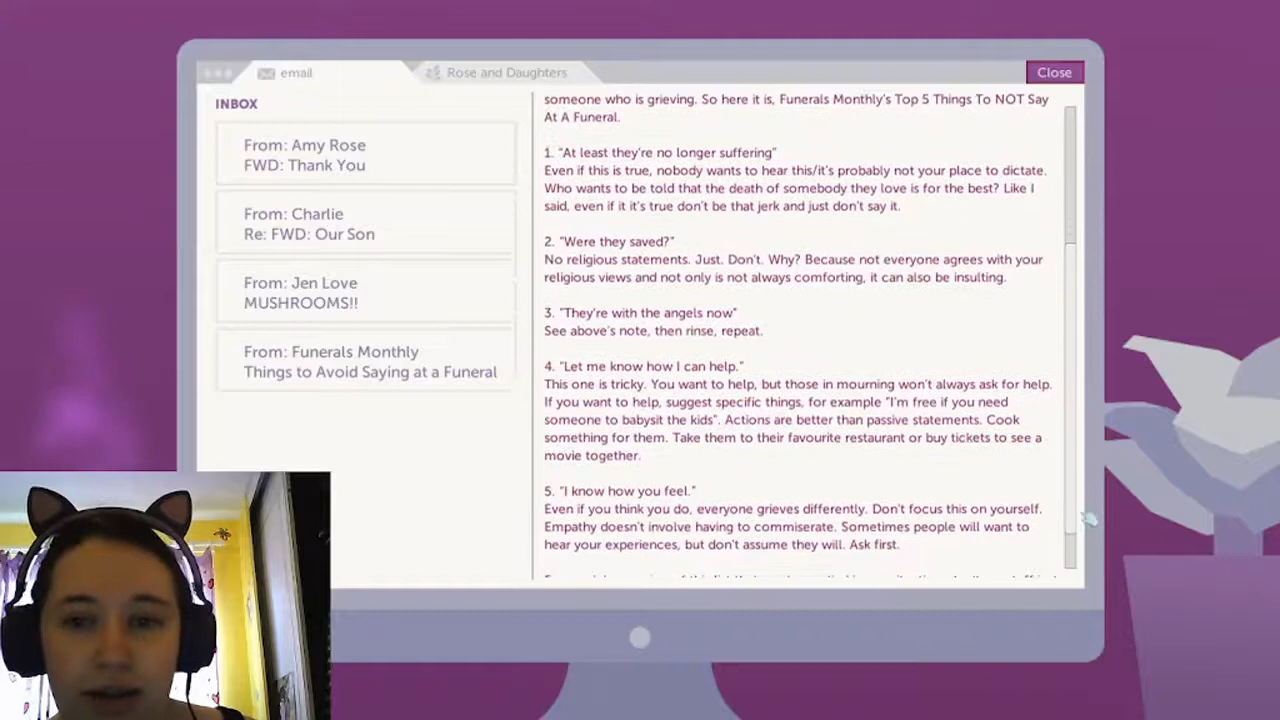 email
Rose and Daughters
Close
INBOX
From: Amy Rose
FWD: Thank You
From: Charlie
Re: FWD: Our Son
From: Jen Love
MUSHROOMS!!
From: Funerals Monthly
Things to Avoid Saying at a Funeral
someone who is grieving. So here it is, Funerals Monthly's Top 5 Things To NOT Say
At A Funeral.
1. "At least they're no longer suffering"
Even if this is true, nobody wants to hear this/it's probably not your place to dictate.
Who wants to be told that the death of somebody they love is for the best? Like I
said, even if it it's true don't be that jerk and just don't say it.
2. "Were they saved?"
No religious statements. Just. Don't. Why? Because not everyone agrees with your
religious views and not only is not always comforting, it can also be insulting.
3. "They're with the angels now"
See above's note, then rinse, repeat.
4. "Let me know how I can help."
This one is tricky. You want to help, but those in mourning won't always ask for help.
If you want to help, suggest specific things, for example "I'm free if you need
someone to babysit the kids". Actions are better than passive statements. Cook
something for them. Take them to their favourite restaurant or buy tickets to see a
movie together.
5. "I know how you feel."
Even if you think you do, everyone grieves differently. Don't focus this on yourself.
Empathy doesn't involve having to commiserate. Sometimes people will want to
hear your experiences, but don't assume they will. Ask first.